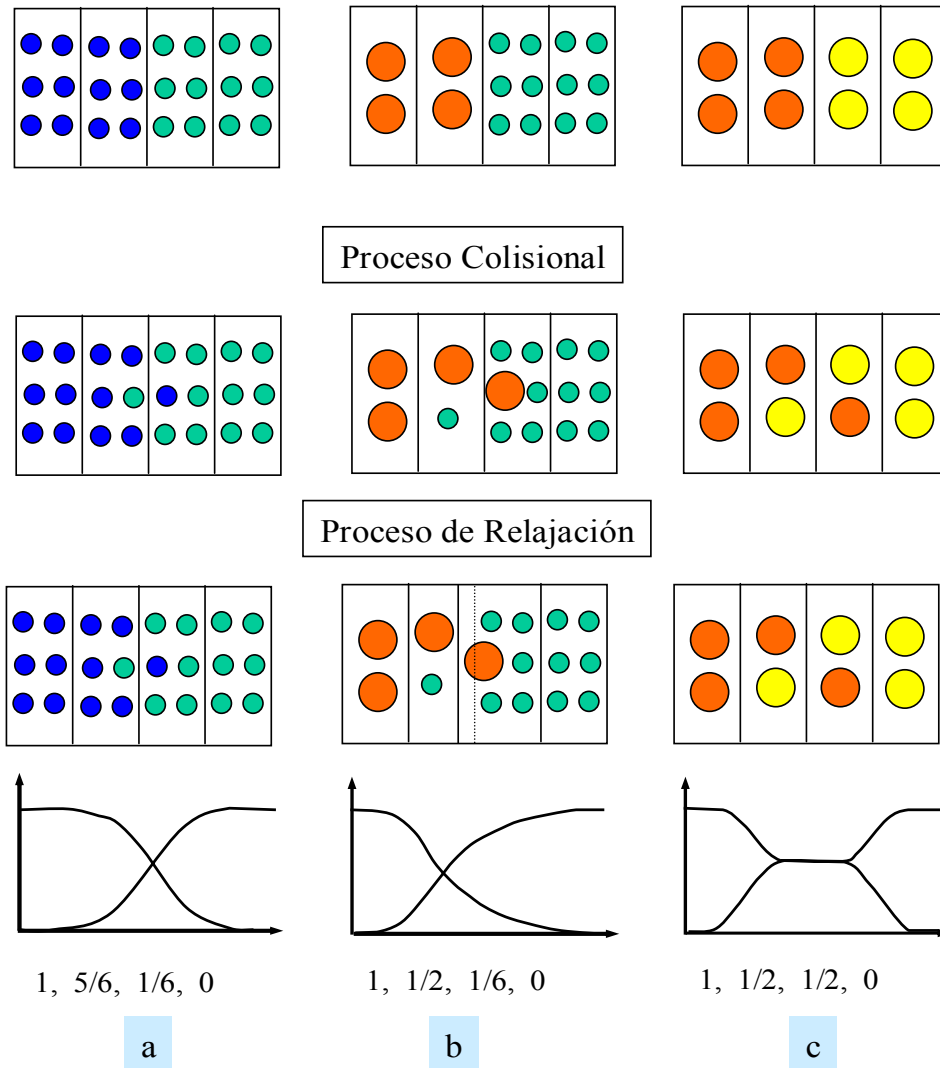 Proceso Colisional
Proceso de Relajación
1, 5/6, 1/6, 0
1, 1/2, 1/6, 0
1, 1/2, 1/2, 0
a
b
c